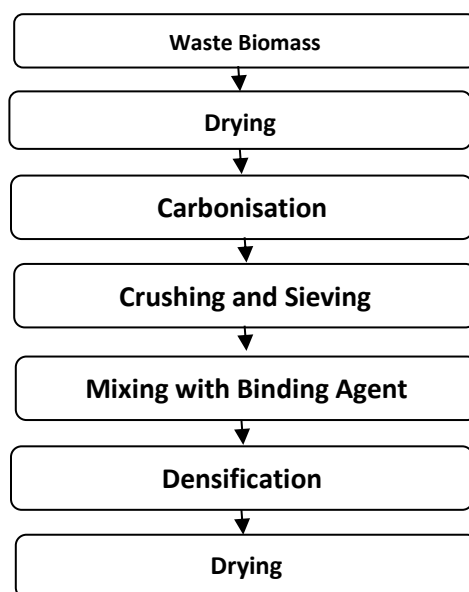 Waste Biomass
Drying
Carbonisation
Crushing and Sieving
Mixing with Binding Agent
Densification
Drying